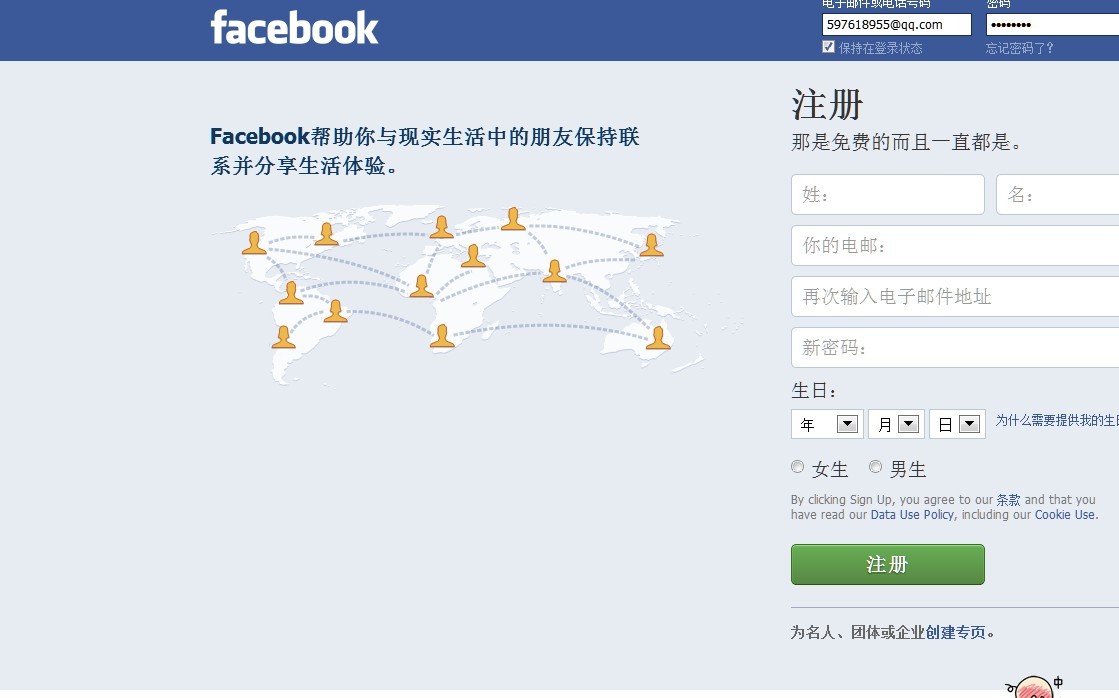 facebook
电子邮件或电话号码
密码
597618955@qq.com
••••••••
保持在登录状态
忘记密码了？
注册
那是免费的而且一直都是。
Facebook帮助你与现实生活中的朋友保持联
系并分享生活体验。
姓：
名：
你的电邮：
再次输入电子邮件地址
新密码：
生日：
年
月
日
为什么需要提供我的生日
女生
男生
By clicking Sign Up, you agree to our 条款 and that you
have read our Data Use Policy, including our Cookie Use.
注册
为名人、团体或企业创建专页。
中